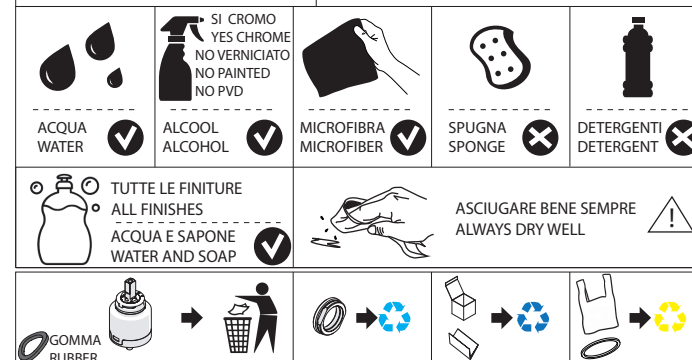 SI CROMO
YES CHROME
NO VERNICIATO
NO PAINTED
NO PVD
ACQUA
WATER
ALCOOL
ALCOHOL
MICROFIBRA
MICROFIBER
SPUGNA
SPONGE
DETERGENTI
DETERGENT
TUTTE LE FINITURE
ALL FINISHES
ACQUA E SAPONE
WATER AND SOAP
ASCIUGARE BENE SEMPRE
ALWAYS DRY WELL
!
GOMMA
RUBBER